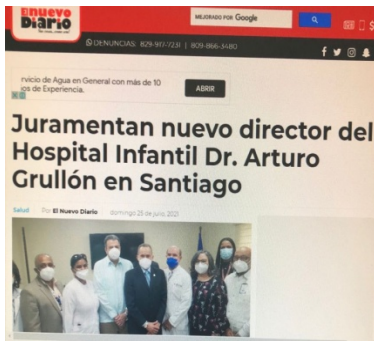 El nuevo
Diario
MEJORADO POR Google
DENUNCIAS: 829-917-7231 | 809-866-3480
rvicio de Agua en General con más de 10
ios de Experiencia.
ABRIR
Juramentan nuevo director del
Hospital Infantil Dr. Arturo
Grullón en Santiago
Salud Por El Nuevo Diario domingo 25 de julio, 2021